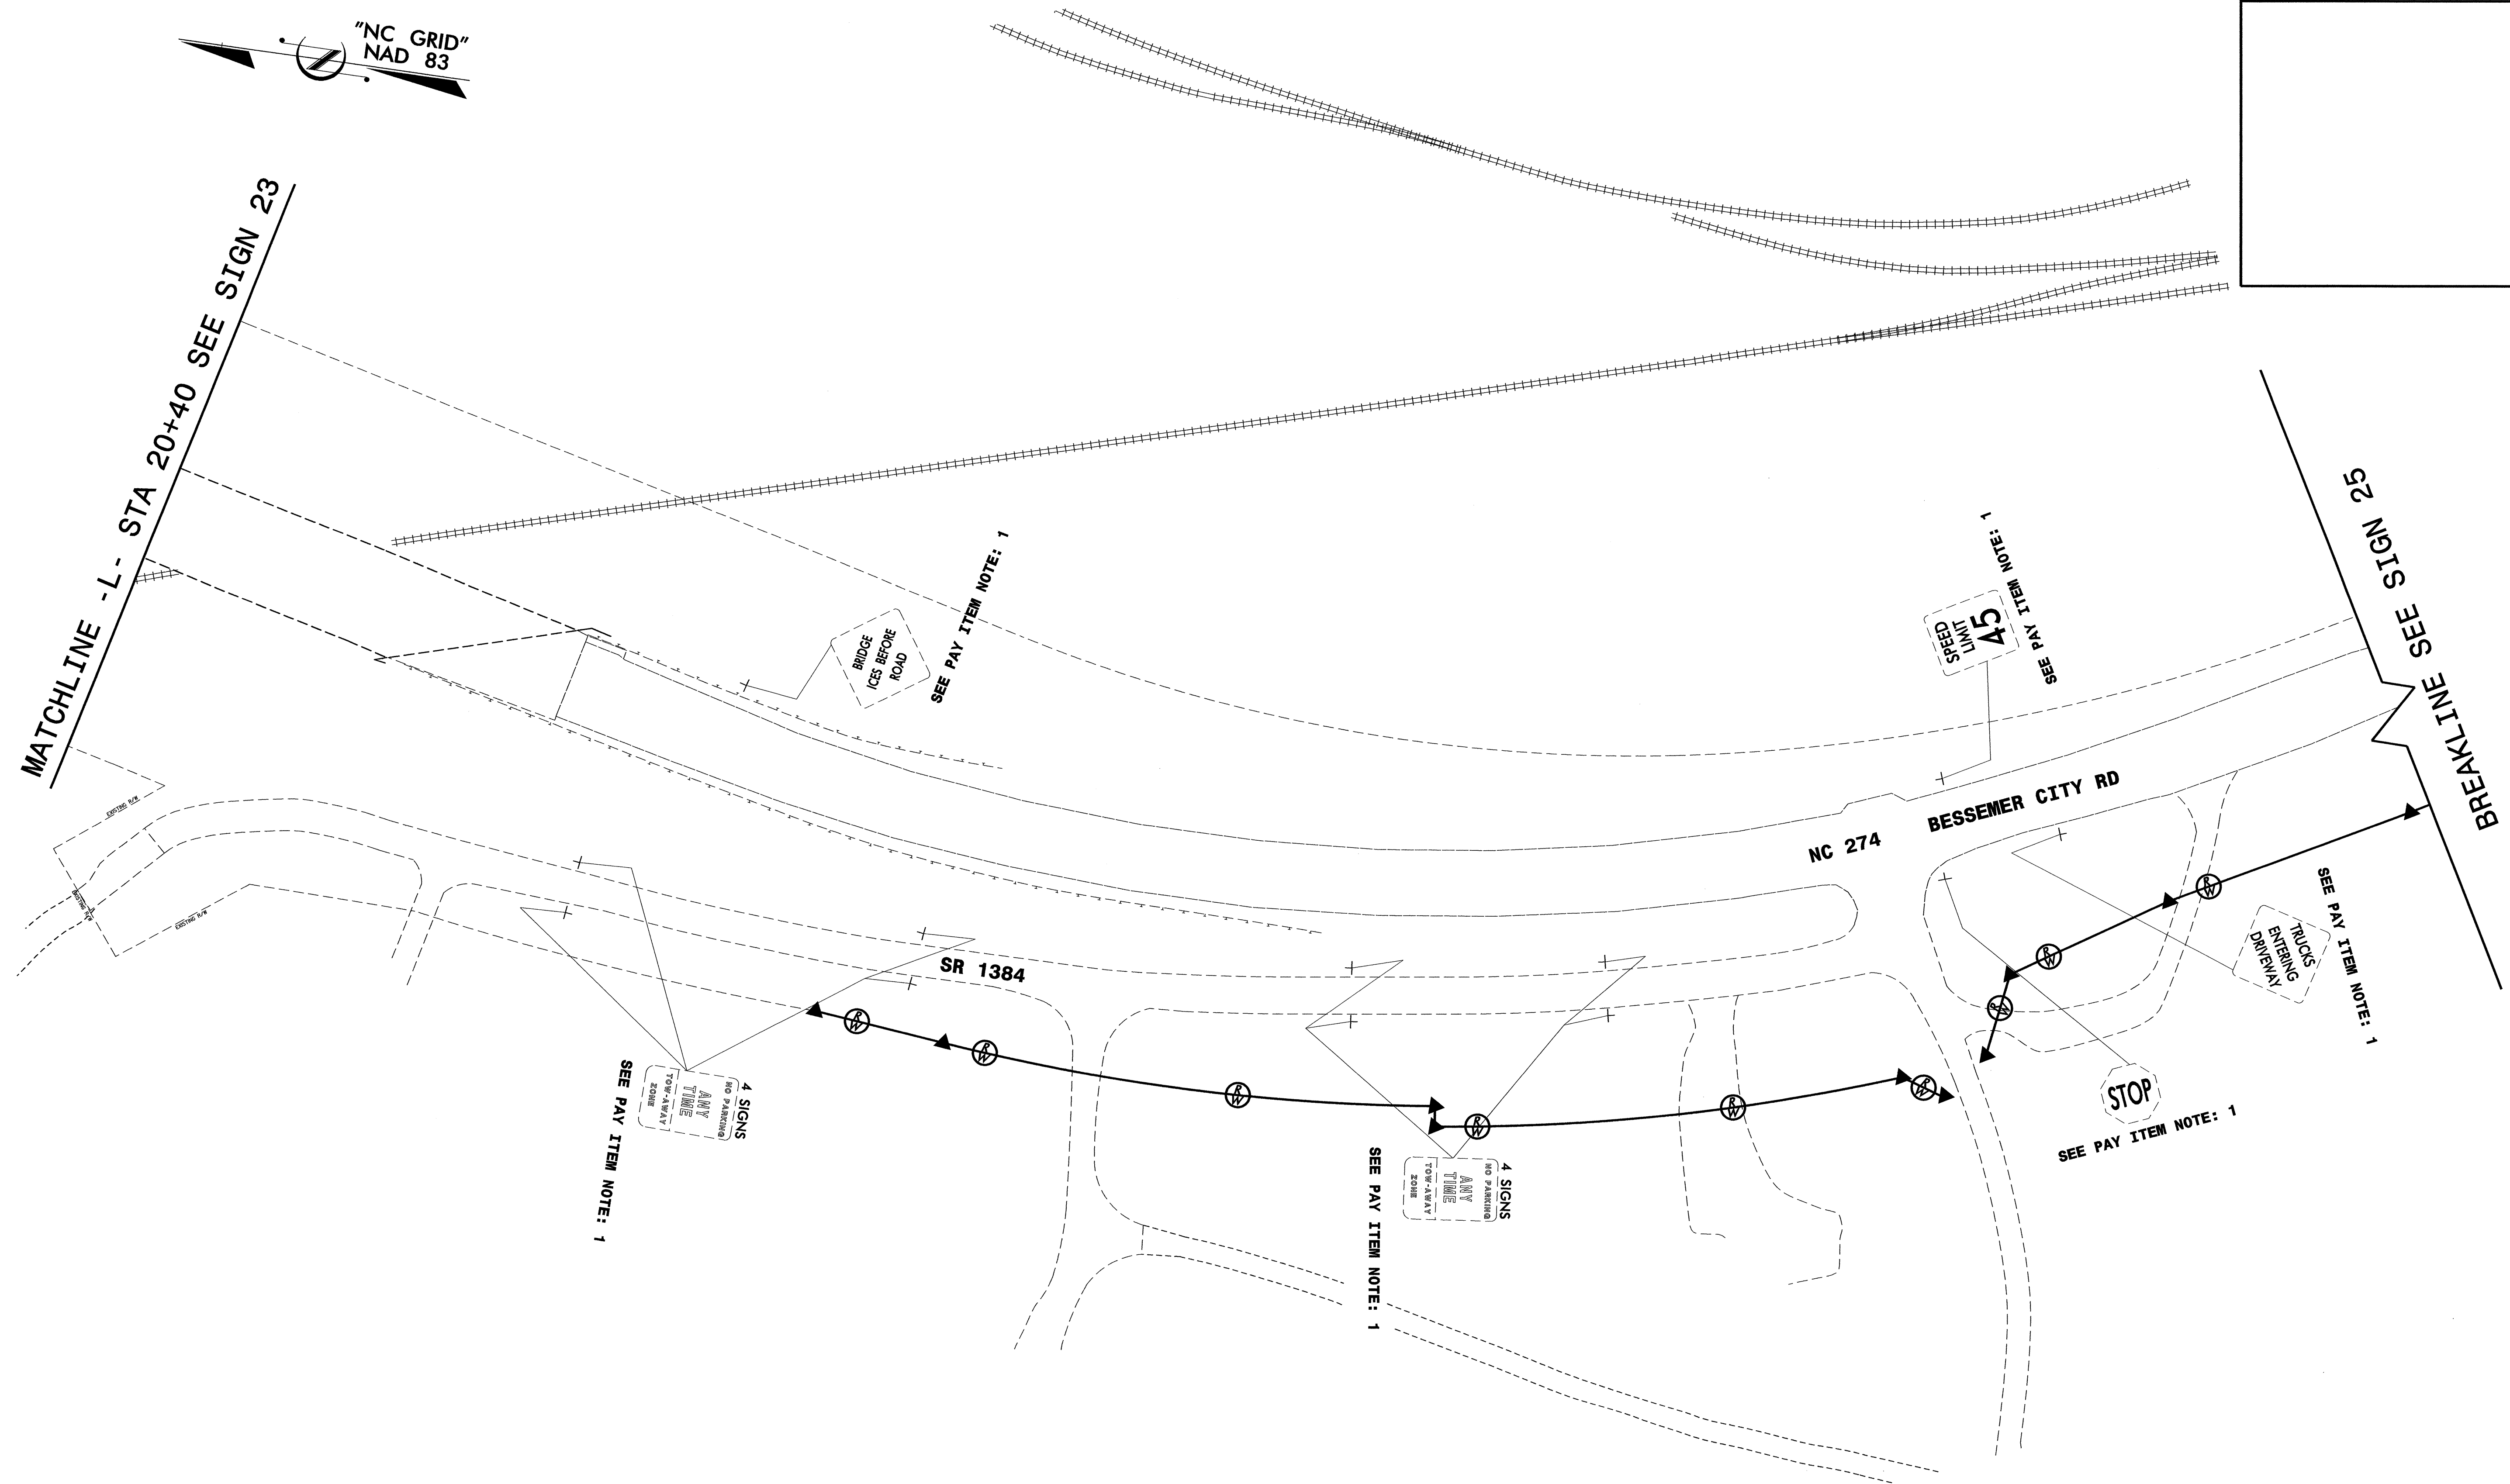 "NC GRID"
NAD 83
MATCHLINE -L- STA 20+40 SEE SIGN 23
BREAKLINE SEE SIGN 25
BRIDGE
ICES BEFORE
ROAD
SEE PAY ITEM NOTE: 1
SPEED
LIMIT
45
SEE PAY ITEM NOTE: 1
NC 274
BESSEMER CITY RD
EXISTING R/W
EXISTING R/W
EXISTING R/W
SR 1384
R/W
R/W
R/W
R/W
R/W
R/W
R/W
R/W
R/W
4 SIGNS
NO PARKING
ANY
TIME
TOW-AWAY
ZONE
SEE PAY ITEM NOTE: 1
4 SIGNS
NO PARKING
ANY
TIME
TOW-AWAY
ZONE
SEE PAY ITEM NOTE: 1
TRUCKS
ENTERING
DRIVEWAY
SEE PAY ITEM NOTE: 1
STOP
SEE PAY ITEM NOTE: 1